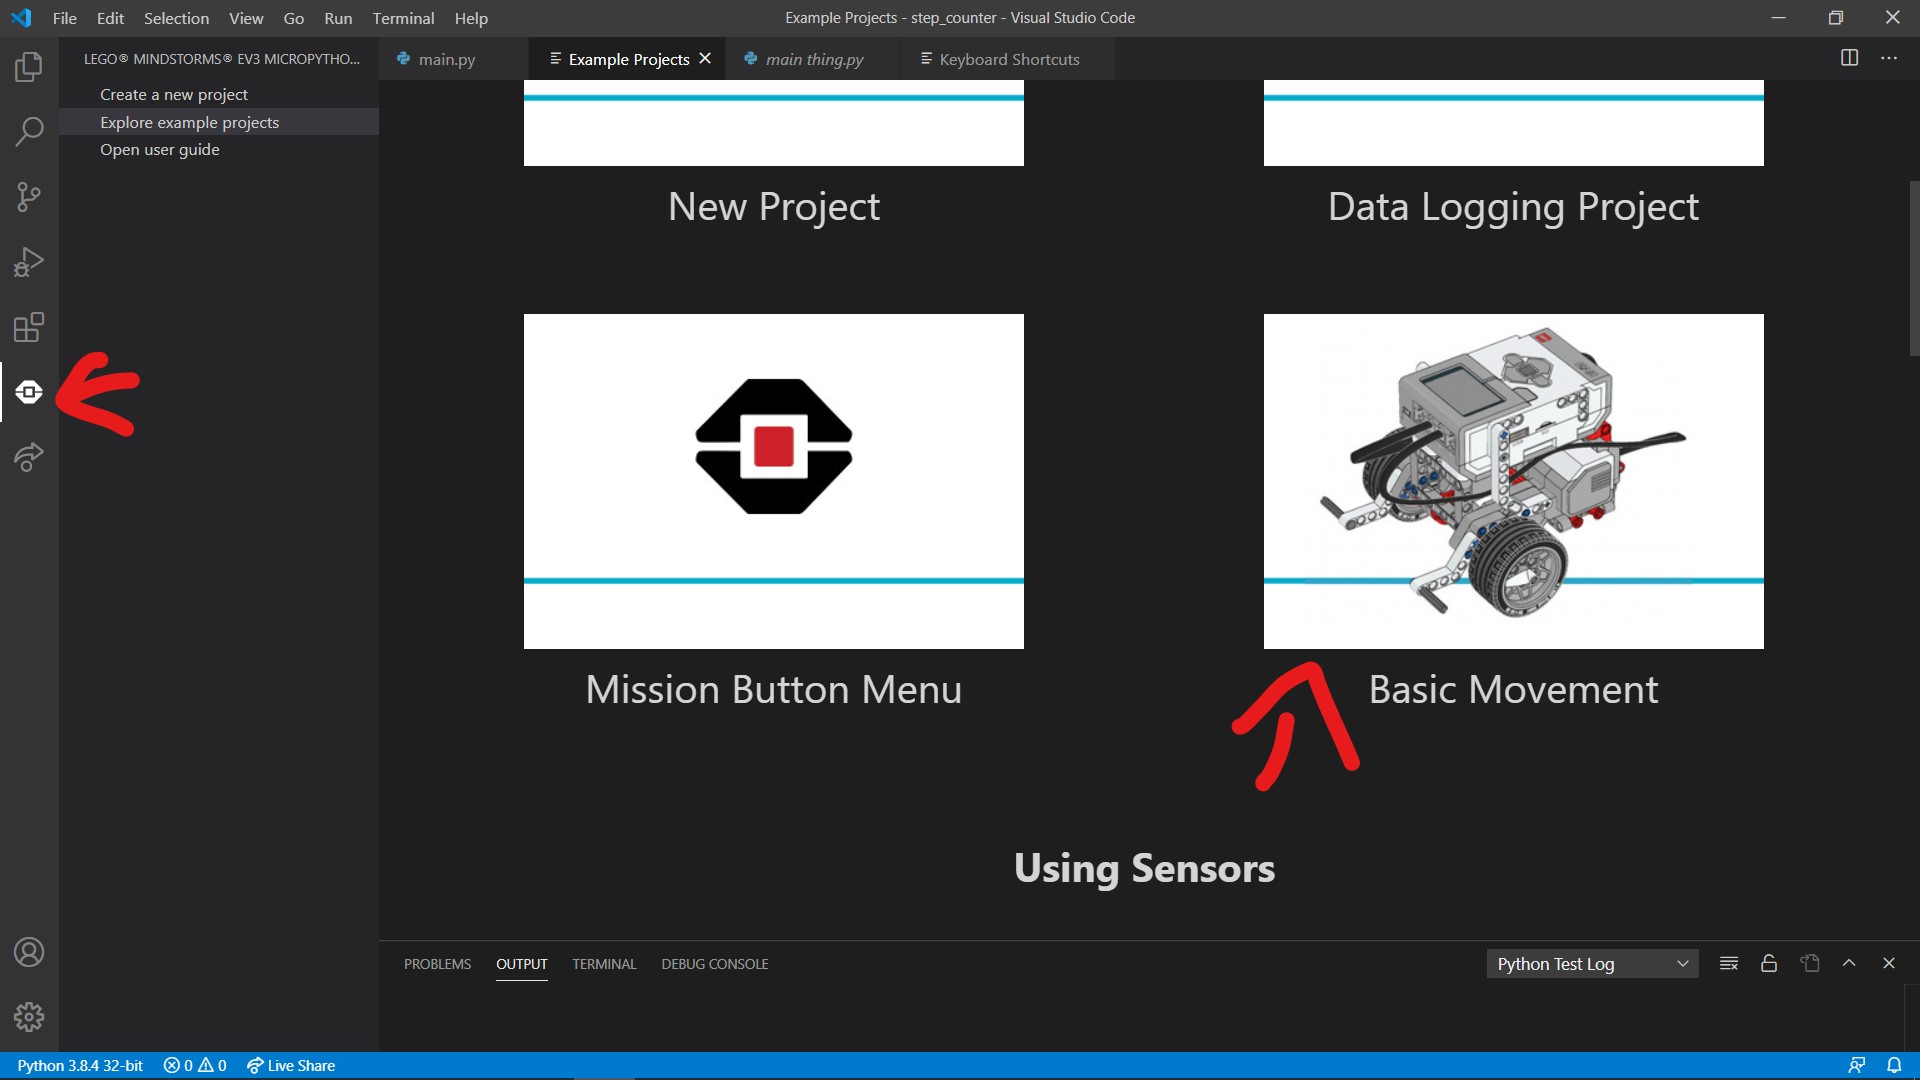 File Edit Selection View Go Run Terminal Help
Example Projects - step_counter - Visual Studio Code
LEGO® MINDSTORMS® EV3 MICROPYTHO...
Create a new project
Explore example projects
Open user guide
main.py
Example Projects
main thing.py
Keyboard Shortcuts
New Project
Data Logging Project
Mission Button Menu
Basic Movement
Using Sensors
PROBLEMS OUTPUT TERMINAL DEBUG CONSOLE
Python Test Log
Python 3.8.4 32-bit 0 0 Live Share